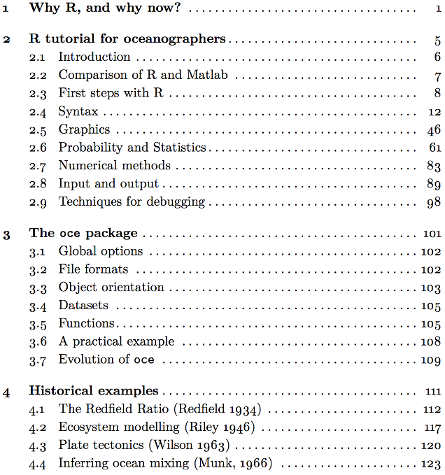 1 Why R, and why now? 1
2 R tutorial for oceanographers 5
2.1 Introduction 6
2.2 Comparison of R and Matlab 7
2.3 First steps with R 8
2.4 Syntax 12
2.5 Graphics 46
2.6 Probability and Statistics 61
2.7 Numerical methods 83
2.8 Input and output 89
2.9 Techniques for debugging 98
3 The oce package 101
3.1 Global options 102
3.2 File formats 102
3.3 Object orientation 103
3.4 Datasets 105
3.5 Functions 105
3.6 A practical example 108
3.7 Evolution of oce 109
4 Historical examples 111
4.1 The Redfield Ratio (Redfield 1934) 112
4.2 Ecosystem modelling (Riley 1946) 117
4.3 Plate tectonics (Wilson 1963) 120
4.4 Inferring ocean mixing (Munk, 1966) 123